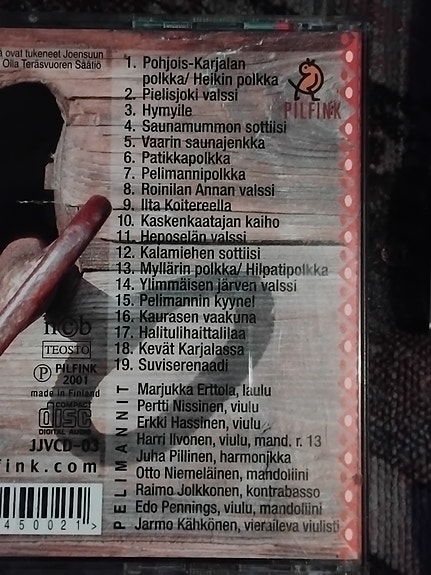 ä ovat tukeneet Joensuun
Olla Teräsvuoren Säätiö
PILFINK
1. Pohjois-Karjalan
polkka/ Heikin polkka
2. Pielisjoki valssi
3. Hymyile
4. Saunamummon sottiisi
5. Vaarin saunajenkka
6. Patikkapolkka
7. Pelimannipolkka
8. Roinilan Annan valssi
9. Ilta Koitereella
10. Kaskenkaatajan kaiho
11. Heposelän valssi
12. Kalamiehen sottiisi
13. Myllärin polkka/ Hilpatipolkka
14. Ylimmäisen järven valssi
15. Pelimannin kyynel
16. Kaurasen vaakuna
17. Halitulihaittalilaa
18. Kevät Karjalassa
19. Suviserenaadi
ncb
TEOSTO
Ⓟ PILFINK
2001
made in Finland
COMPACT
disc
DIGITAL AUDIO
JJVCD-03
fink.com
450021>
PELIMANNIT
Marjukka Erttola, laulu
Pertti Nissinen, viulu
Erkki Hassinen, viulu
Harri Ilvonen, viulu, mand. r. 13
Juha Pillinen, harmonjkka
Otto Niemeläinen, mandoliini
Raimo Jolkkonen, kontrabasso
Edo Pennings, viulu, mandoliini
Jarmo Kähkönen, vieraileva viulisti